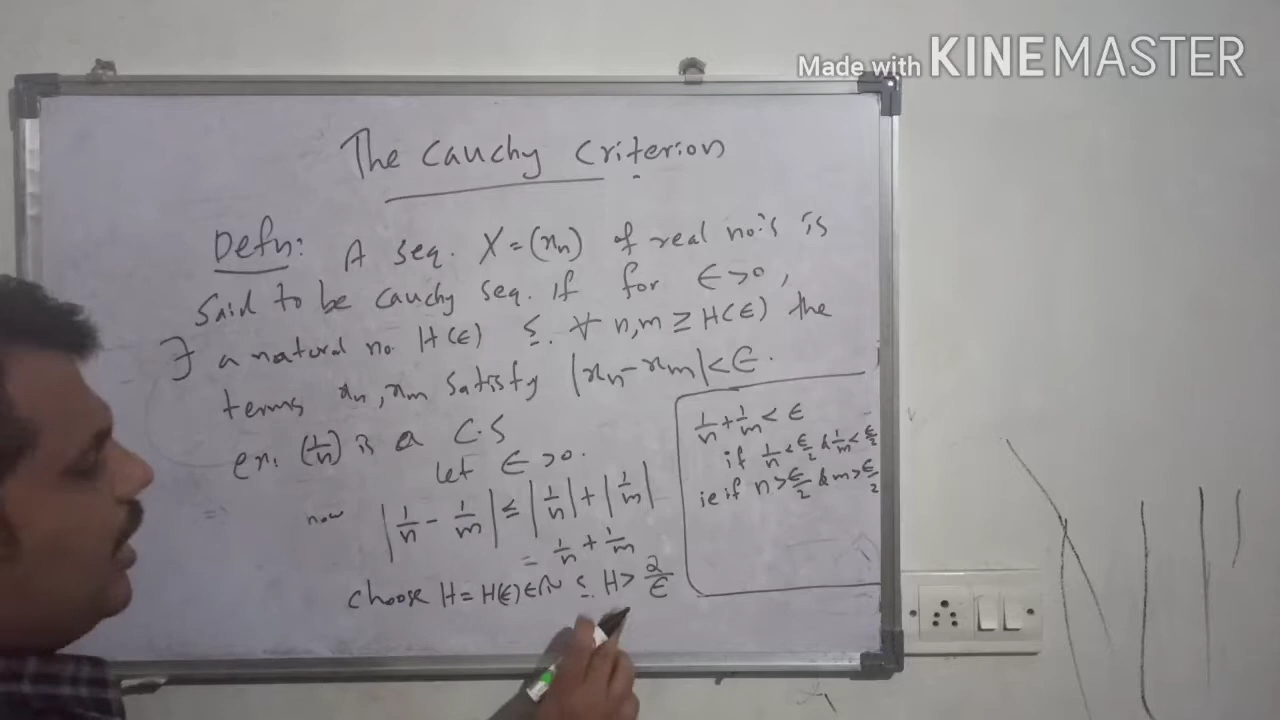 Made with KINEMASTER
The Cauchy Criterion
Defn: A seq. X = (xn) of real no's is
said to be Cauchy seq. if for ϵ > 0,
∃ a natural no. H(ϵ) s. ∀ n,m ≥ H(ϵ) the
terms xn, xm satisfy |xn - xm| < ϵ.
ex. (1/n) is a C.S
let ϵ > 0.
now |1/n - 1/m| ≤ |1/n| + |1/m|
= 1/n + 1/m
choose H = H(ϵ) ∈ N s. H > 2/ϵ
1/n + 1/m < ϵ
if 1/n < ϵ/2 & 1/m < ϵ/2
ie if n > ϵ/2 & m > ϵ/2